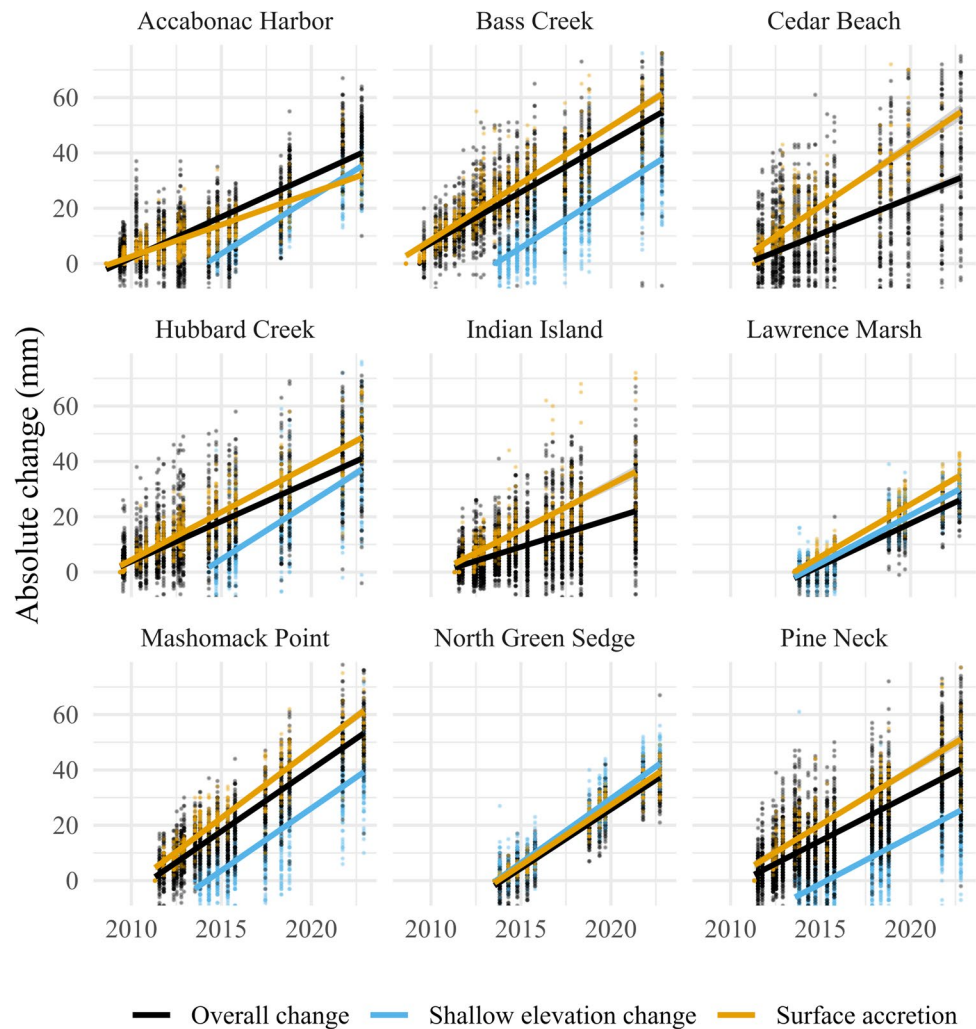 Accabonac Harbor Bass Creek Cedar Beach
60
40
20
0
Hubbard Creek Indian Island Lawrence Marsh
Absolute change (mm)
60
40
20
0
Mashomack Point North Green Sedge Pine Neck
60
40
20
0
2010 2015 2020 2010 2015 2020 2010 2015 2020
Overall change Shallow elevation change Surface accretion